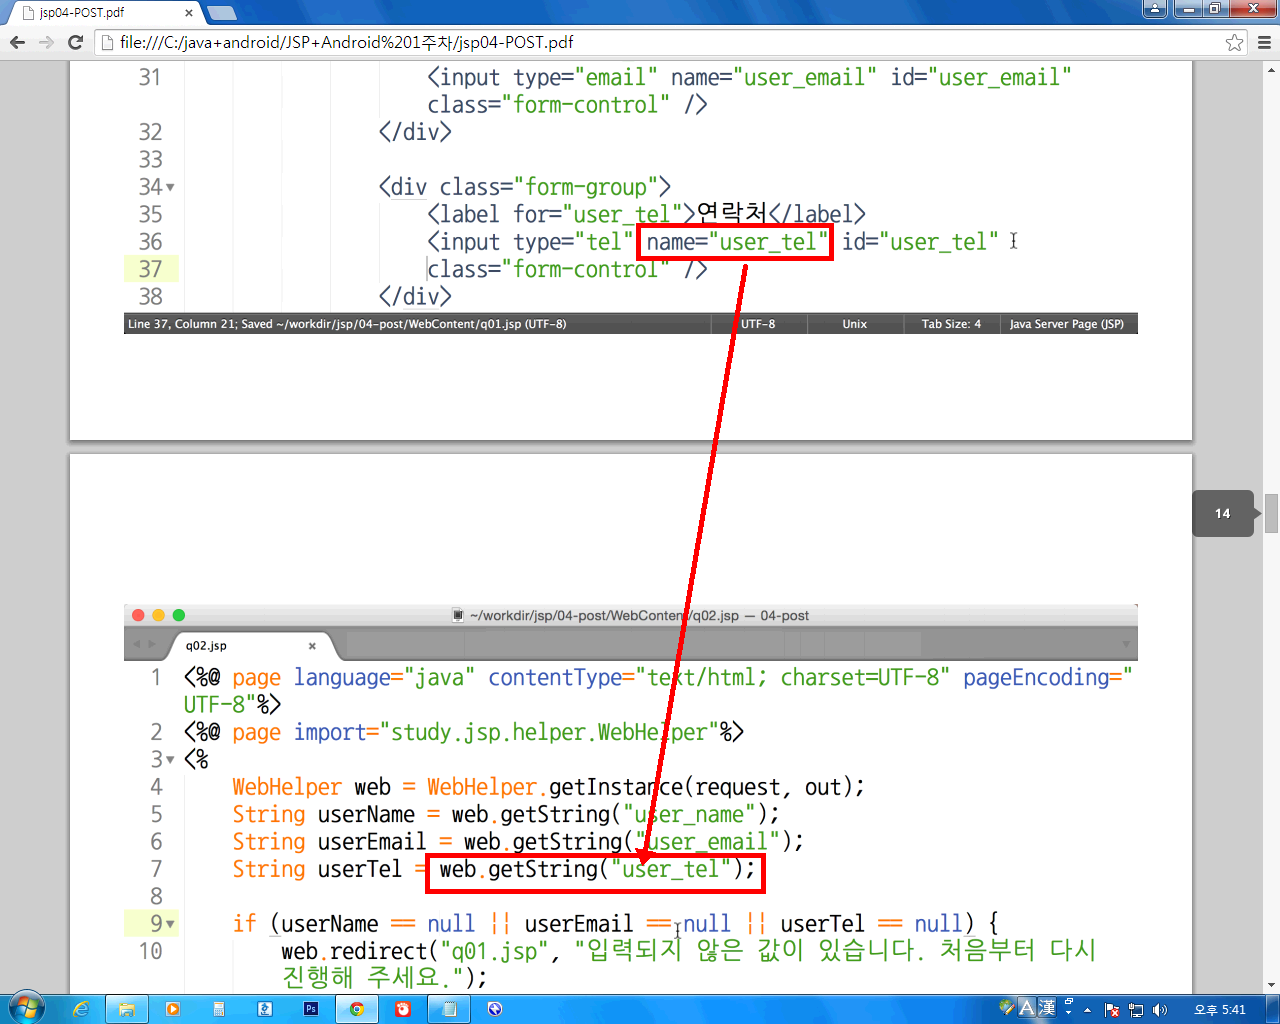 jsp04-POST.pdf
file:///C:/java+android/JSP+Android%201주차/jsp04-POST.pdf
31 <input type="email" name="user_email" id="user_email"
class="form-control" />
32 </div>
33
34 <div class="form-group">
35 <label for="user_tel">연락처</label>
36 <input type="tel" name="user_tel" id="user_tel"
37 class="form-control" />
38 </div>
Line 37, Column 21; Saved ~/workdir/jsp/04-post/WebContent/q01.jsp (UTF-8) UTF-8 Unix Tab Size: 4 Java Server Page (JSP)
14
~/workdir/jsp/04-post/WebContent/q02.jsp — 04-post
q02.jsp
1 <%@ page language="java" contentType="text/html; charset=UTF-8" pageEncoding="
UTF-8"%>
2 <%@ page import="study.jsp.helper.WebHelper"%>
3 <%
4 WebHelper web = WebHelper.getInstance(request, out);
5 String userName = web.getString("user_name");
6 String userEmail = web.getString("user_email");
7 String userTel = web.getString("user_tel");
8
9 if (userName == null || userEmail == null || userTel == null) {
10 web.redirect("q01.jsp", "입력되지 않은 값이 있습니다. 처음부터 다시
진행해 주세요.");
Ps
A 漢
오후 5:41